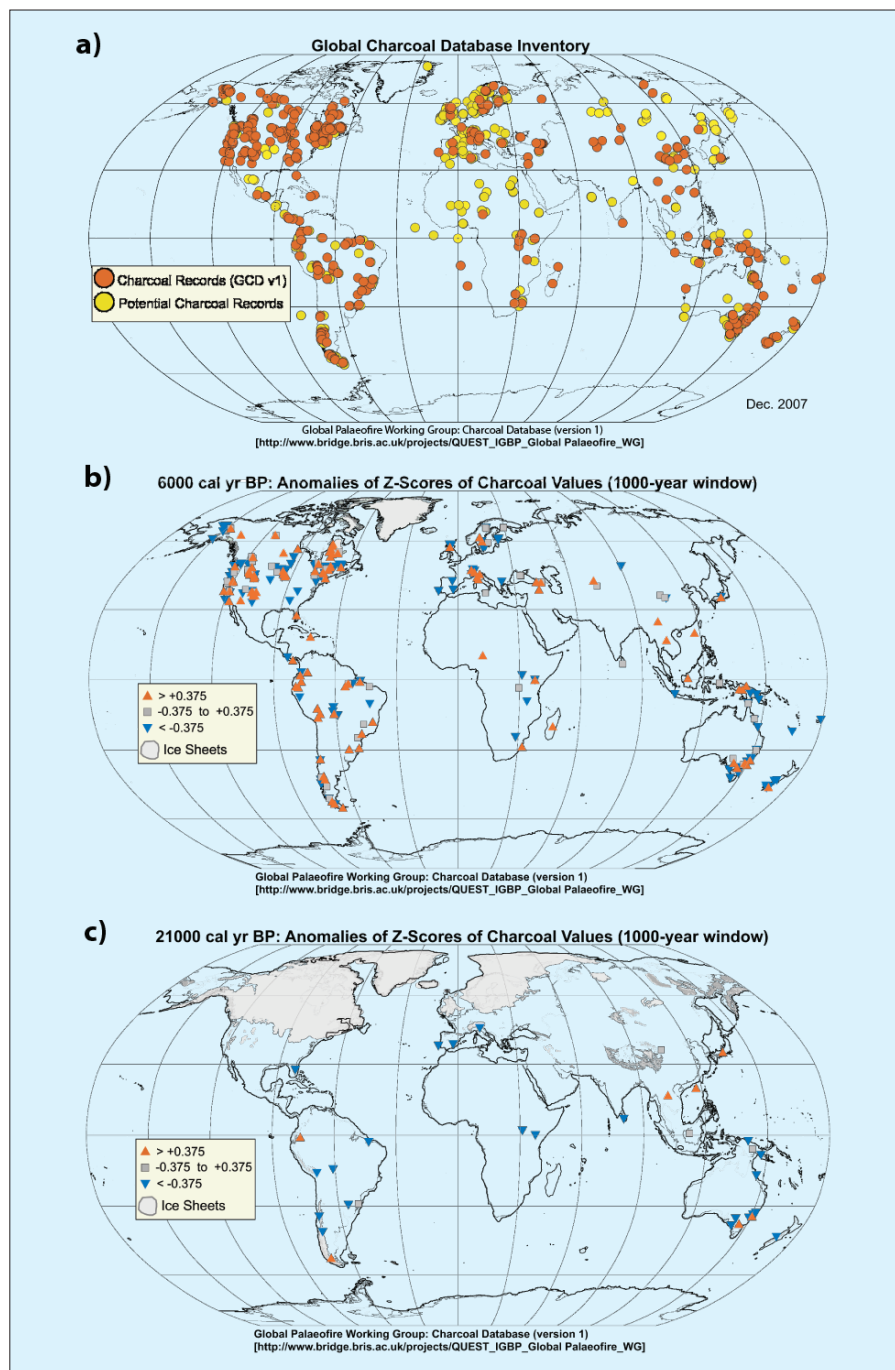 a)
Global Charcoal Database Inventory
Charcoal Records (GCD v1)
Potential Charcoal Records
Dec. 2007
Global Palaeofire Working Group: Charcoal Database (version 1)
[http://www.bridge.bris.ac.uk/projects/QUEST_IGBP_Global Palaeofire_WG]
b)
6000 cal yr BP: Anomalies of Z-Scores of Charcoal Values (1000-year window)
> +0.375
-0.375 to +0.375
< -0.375
Ice Sheets
Global Palaeofire Working Group: Charcoal Database (version 1)
[http://www.bridge.bris.ac.uk/projects/QUEST_IGBP_Global Palaeofire_WG]
c)
21000 cal yr BP: Anomalies of Z-Scores of Charcoal Values (1000-year window)
> +0.375
-0.375 to +0.375
< -0.375
Ice Sheets
Global Palaeofire Working Group: Charcoal Database (version 1)
[http://www.bridge.bris.ac.uk/projects/QUEST_IGBP_Global Palaeofire_WG]